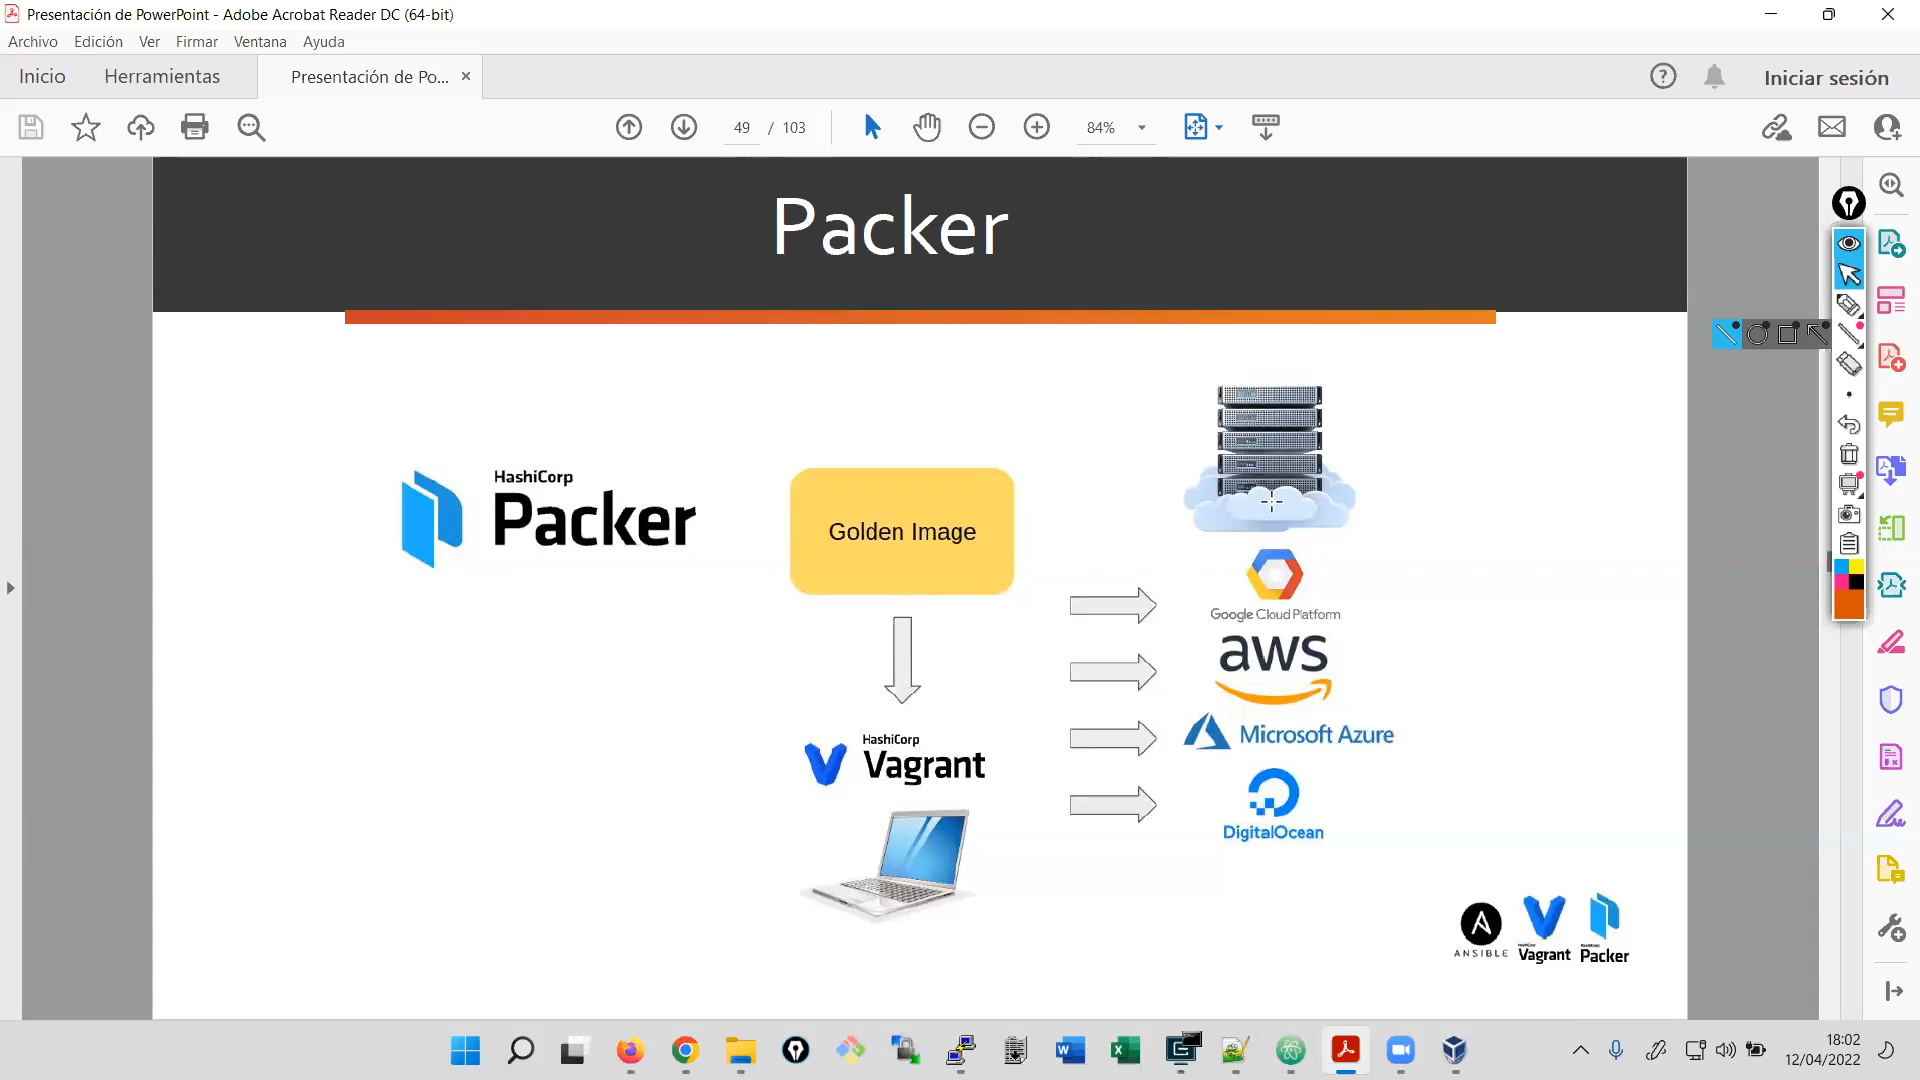 Presentación de PowerPoint - Adobe Acrobat Reader DC (64-bit)
Archivo Edición Ver Firmar Ventana Ayuda
Inicio Herramientas Presentación de Po... Iniciar sesión
49 / 103 84%
Packer
HashiCorp
Packer
Golden Image
Google Cloud Platform
aws
Microsoft Azure
HashiCorp
Vagrant
DigitalOcean
ANSIBLE
Vagrant
Packer
18:02
12/04/2022